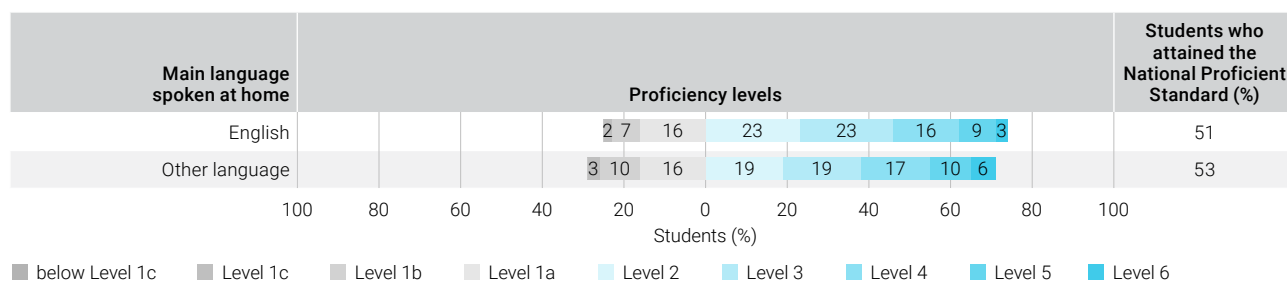 Main language
spoken at home
Proficiency levels
Students who
attained the
National Proficient
Standard (%)
English 2 7 16 23 23 16 9 3 51
Other language 3 10 16 19 19 17 10 6 53
100 80 60 40 20 0 20 40 60 80 100
Students (%)
below Level 1c Level 1c Level 1b Level 1a Level 2 Level 3 Level 4 Level 5 Level 6